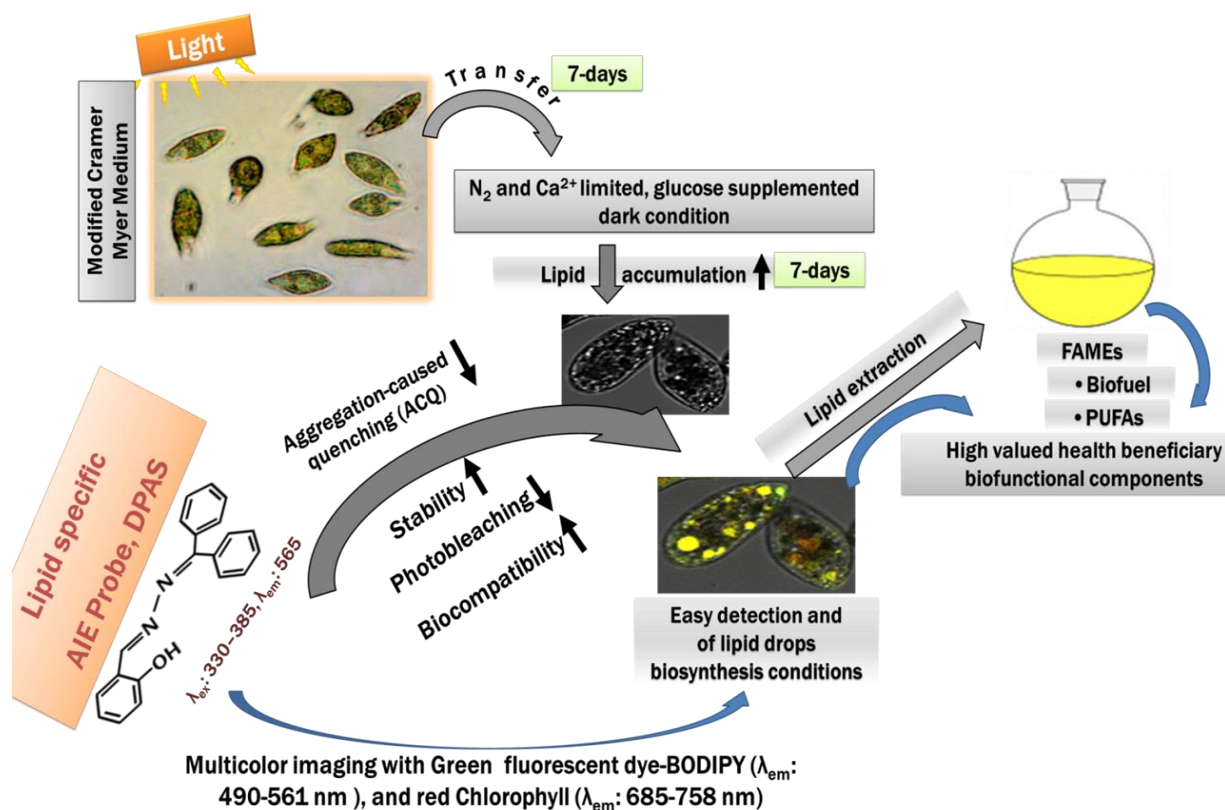 Light
Modified Cramer
Myer Medium
Transfer
7-days
N₂ and Ca²⁺ limited, glucose supplemented
dark condition
Lipid accumulation
7-days
Aggregation-caused
quenching (ACQ)
Stability
Photobleaching
Biocompatibility
Lipid specific
AIE Probe, DPAS
N
N
OH
λex: 330–385, λem: 565
Easy detection and
of lipid drops
biosynthesis conditions
Lipid extraction
FAMEs
• Biofuel
• PUFAs
High valued health beneficiary
biofunctional components
Multicolor imaging with Green fluorescent dye-BODIPY (λem:
490-561 nm ), and red Chlorophyll (λem: 685-758 nm)